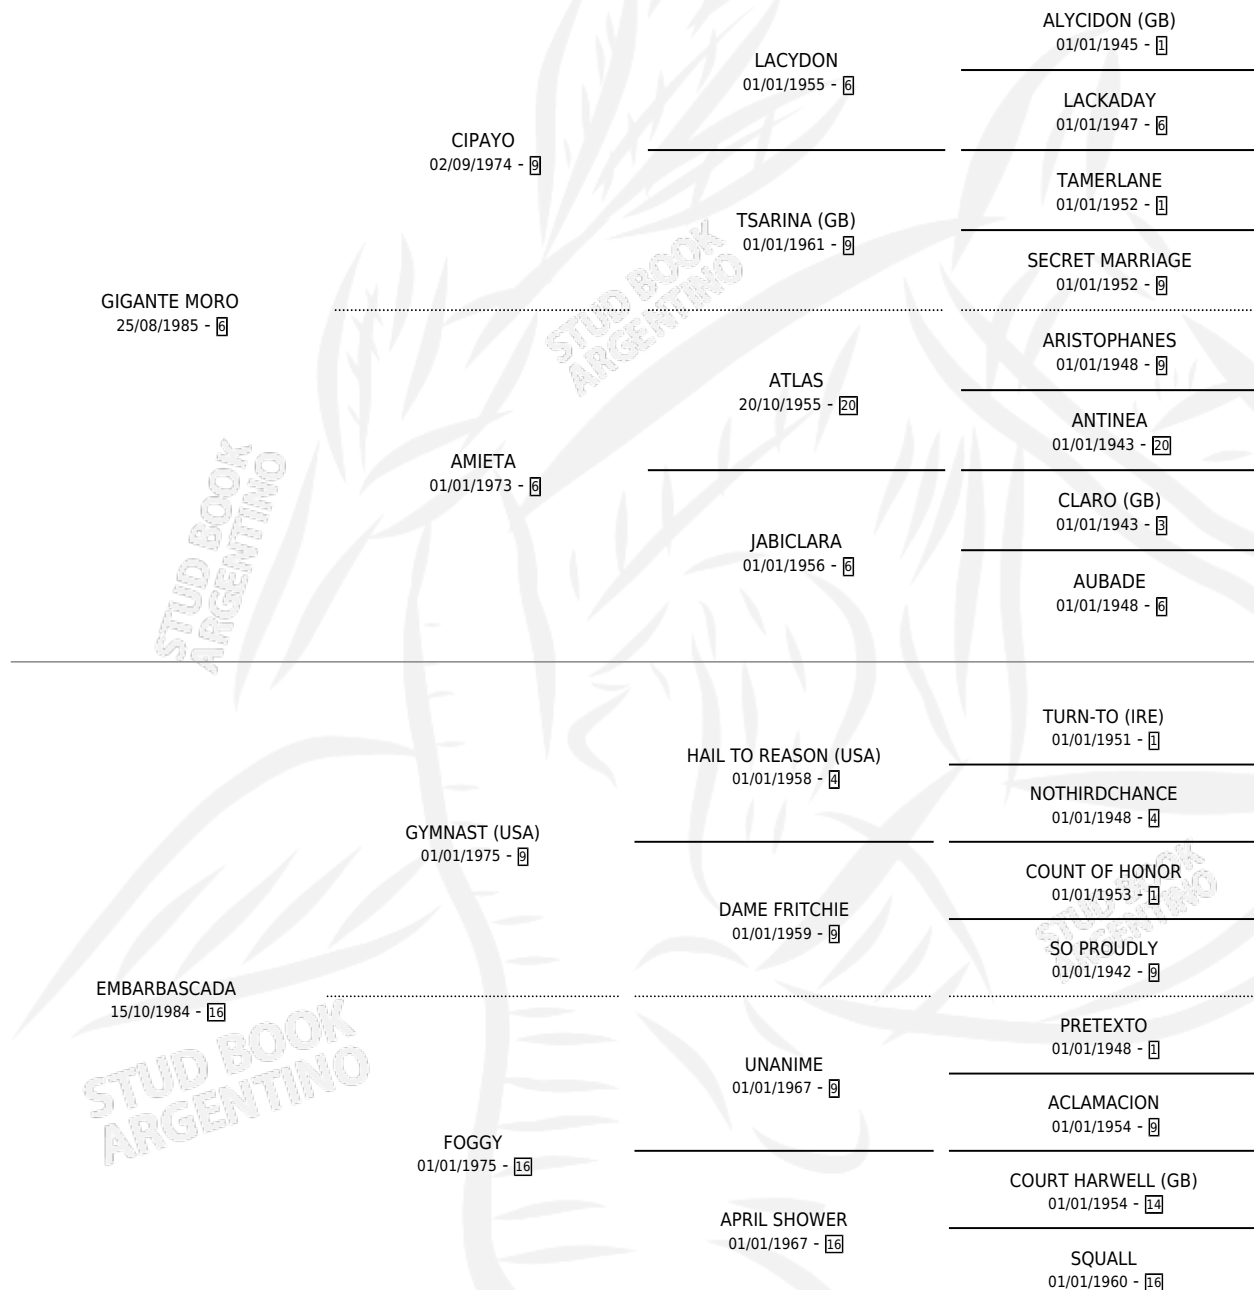 ALYCIDON (GB)
01/01/1945 - 1
LACYDON
01/01/1955 - 6
LACKADAY
01/01/1947 - 6
CIPAYO
02/09/1974 - 9
TAMERLANE
01/01/1952 - 1
TSARINA (GB)
01/01/1961 - 9
SECRET MARRIAGE
01/01/1952 - 9
GIGANTE MORO
25/08/1985 - 6
ARISTOPHANES
01/01/1948 - 9
ATLAS
20/10/1955 - 20
ANTINEA
01/01/1943 - 20
AMIETA
01/01/1973 - 6
CLARO (GB)
01/01/1943 - 3
JABICLARA
01/01/1956 - 6
AUBADE
01/01/1948 - 6
STUD BOOK
ARGENTINO
STUD BOOK
ARGENTINO
TURN-TO (IRE)
01/01/1951 - 1
HAIL TO REASON (USA)
01/01/1958 - 4
NOTHIRDCHANCE
01/01/1948 - 4
GYMNAST (USA)
01/01/1975 - 9
COUNT OF HONOR
01/01/1953 - 1
DAME FRITCHIE
01/01/1959 - 9
SO PROUDLY
01/01/1942 - 9
EMBARBASCADA
15/10/1984 - 16
PRETEXTO
01/01/1948 - 1
UNANIME
01/01/1967 - 9
ACLAMACION
01/01/1954 - 9
FOGGY
01/01/1975 - 16
COURT HARWELL (GB)
01/01/1954 - 14
APRIL SHOWER
01/01/1967 - 16
SQUALL
01/01/1960 - 16
STUD BOOK
ARGENTINO
STUD BOOK
ARGENTINO